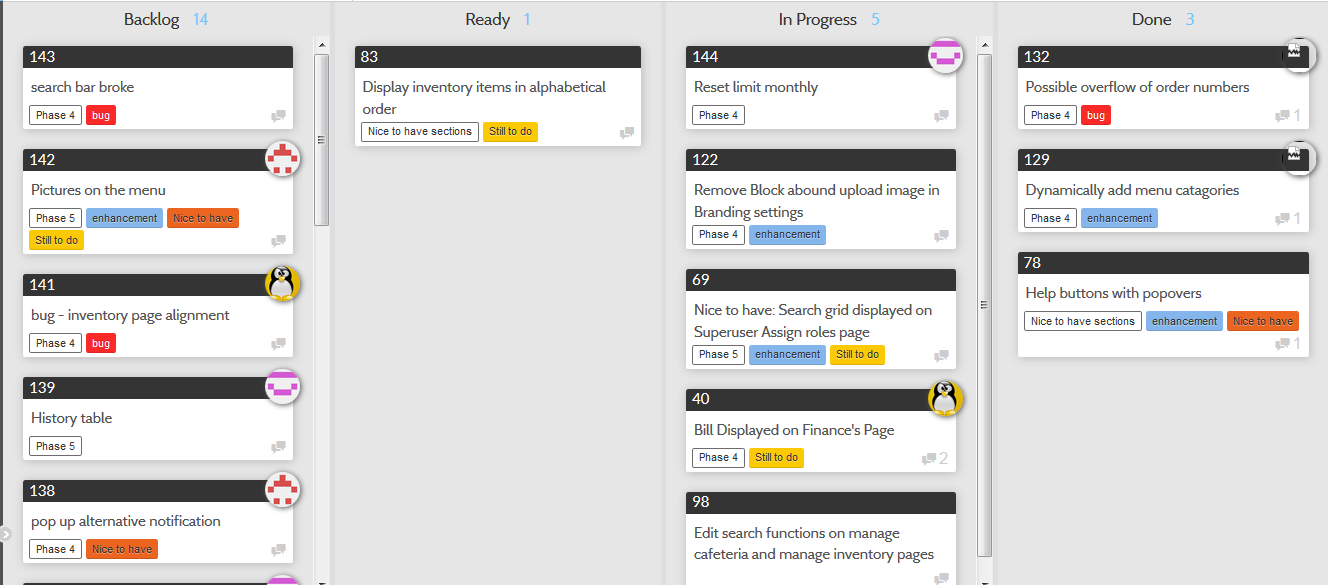 Backlog 14
143
search bar broke
Phase 4 bug
142
Pictures on the menu
Phase 5 enhancement Nice to have
Still to do
141
bug - inventory page alignment
Phase 4 bug
139
History table
Phase 5
138
pop up alternative notification
Phase 4 Nice to have
Ready 1
83
Display inventory items in alphabetical
order
Nice to have sections Still to do
In Progress 5
144
Reset limit monthly
Phase 4
122
Remove Block abound upload image in
Branding settings
Phase 4 enhancement
69
Nice to have: Search grid displayed on
Superuser Assign roles page
Phase 5 enhancement Still to do
40
Bill Displayed on Finance's Page
Phase 4 Still to do 2
98
Edit search functions on manage
cafeteria and manage inventory pages
Done 3
132
Possible overflow of order numbers
Phase 4 bug 1
129
Dynamically add menu catagories
Phase 4 enhancement 1
78
Help buttons with popovers
Nice to have sections enhancement Nice to have
1